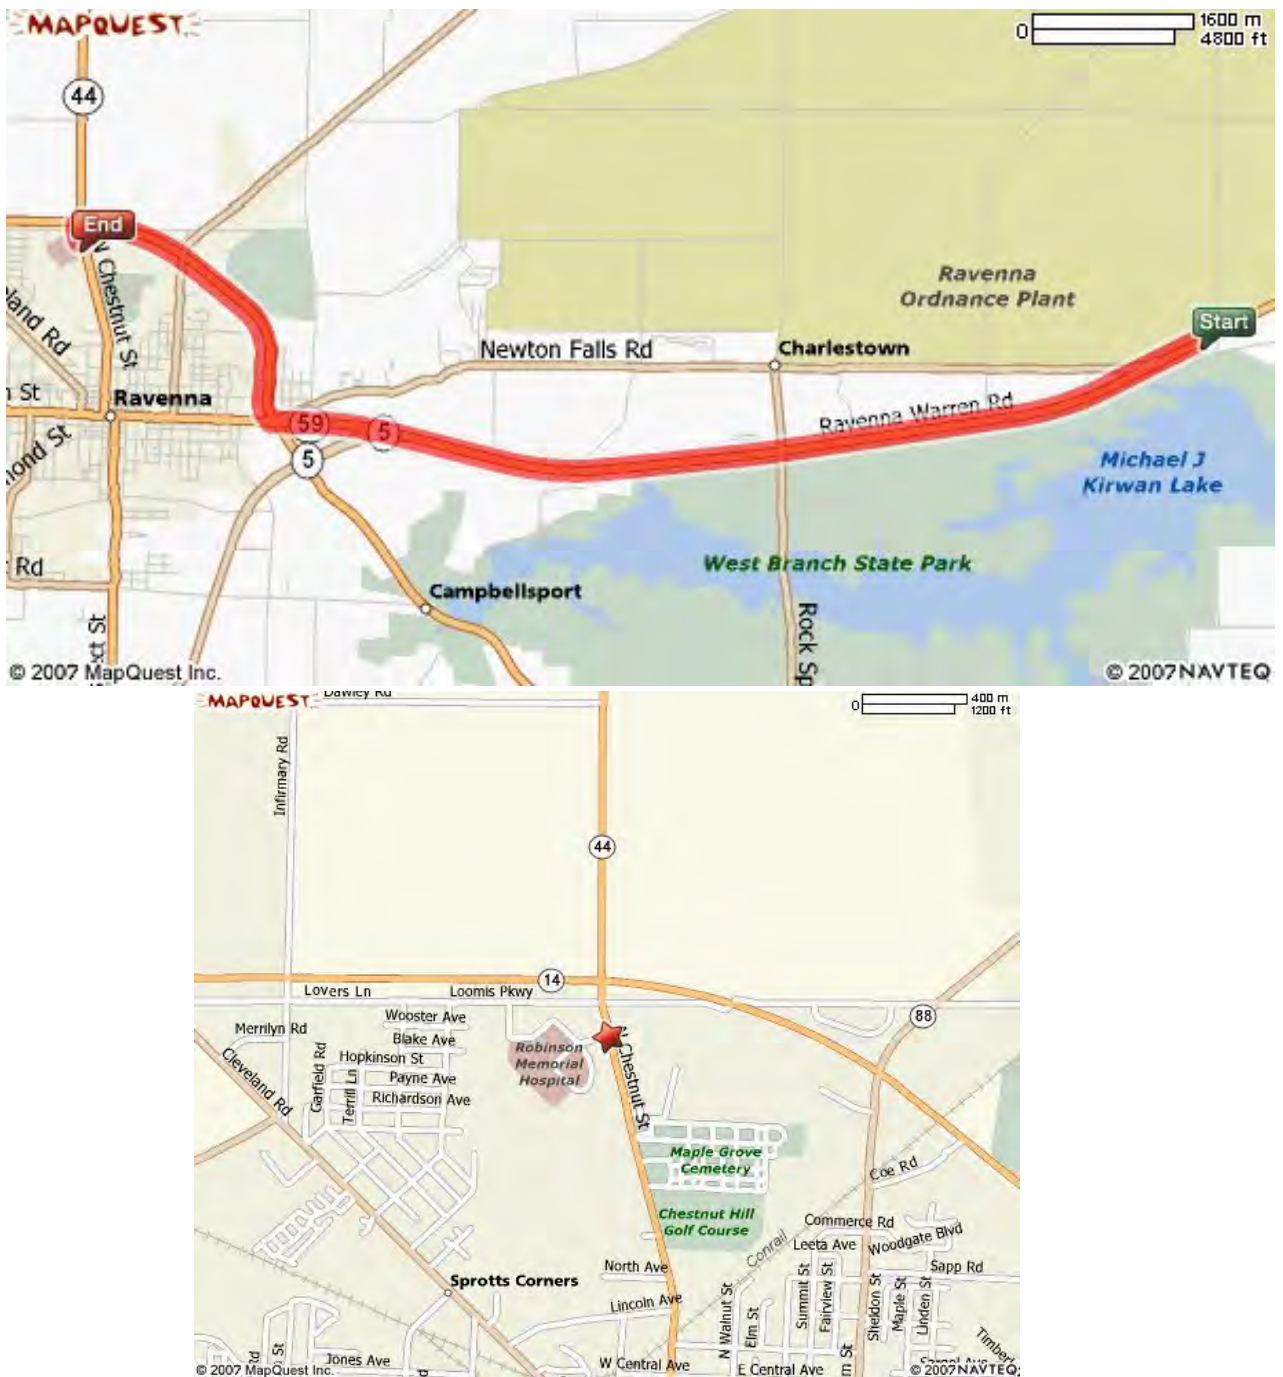 MAPQUEST
0
1600 m
4800 ft
44
End
N Chestnut St
Ravenna
Ordnance Plant
Start
Newton Falls Rd
Charlestown
Ravenna
59
5
5
Ravenna Warren Rd
Michael J
Kirwan Lake
West Branch State Park
Campbellsport
Rd
Rock Sp
© 2007 MapQuest Inc.
© 2007 NAVTEQ
MAPQUEST
Dawley Rd
0
400 m
1200 ft
Infirmary Rd
44
14
Lovers Ln
Loomis Pkwy
88
Wooster Ave
Merrilyn Rd
Blake Ave
Hopkinson St
Cleveland Rd
Garfield Rd
Terrill Ln
Payne Ave
Richardson Ave
Robinson
Memorial
Hospital
N Chestnut St
Maple Grove
Cemetery
Coe Rd
Chestnut Hill
Golf Course
Commerce Rd
Leeta Ave
Woodgate Blvd
Conrail
North Ave
Sapp Rd
Sprotts Corners
Lincoln Ave
N Walnut St
Elm St
Summit St
Fairview St
Sheldon St
Maple St
Linden St
Jones Ave
W Central Ave
E Central Ave
© 2007 MapQuest Inc.
© 2007 NAVTEQ